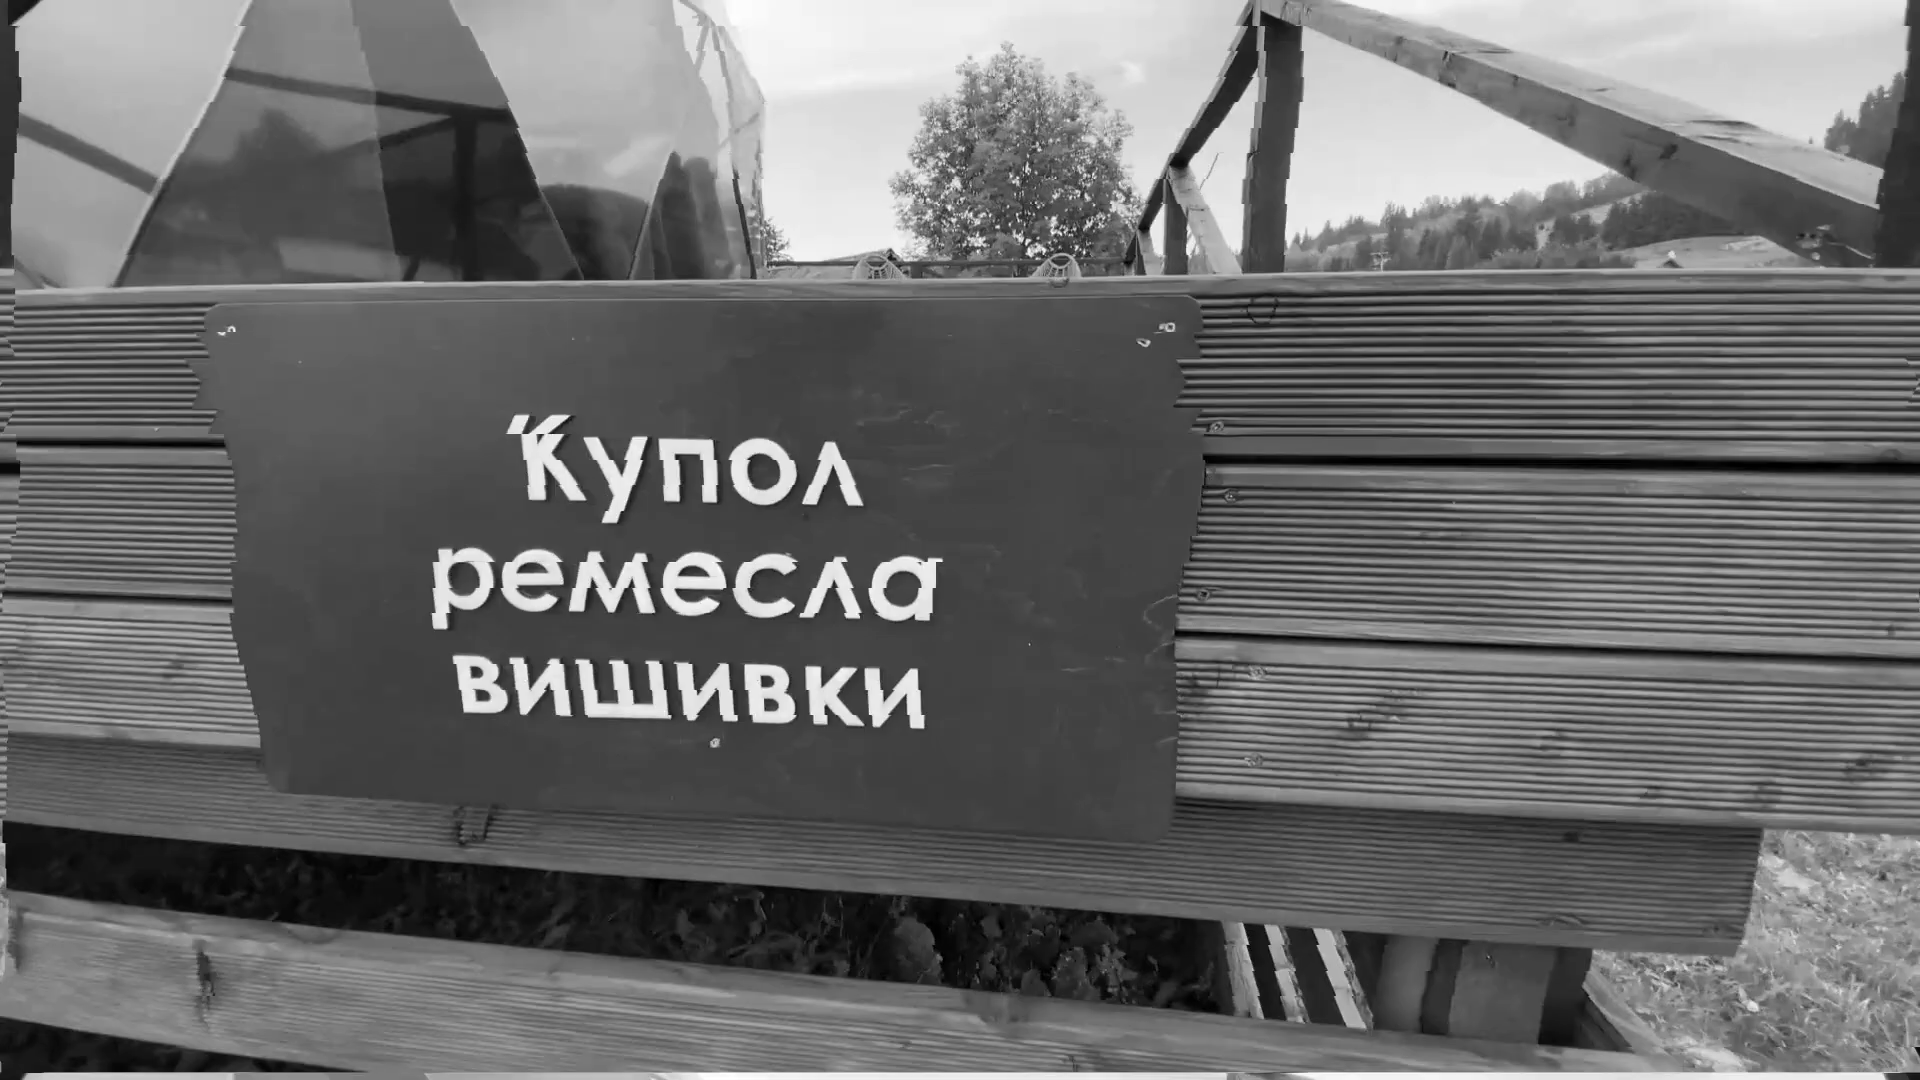 Купол
ремесла
вишивки